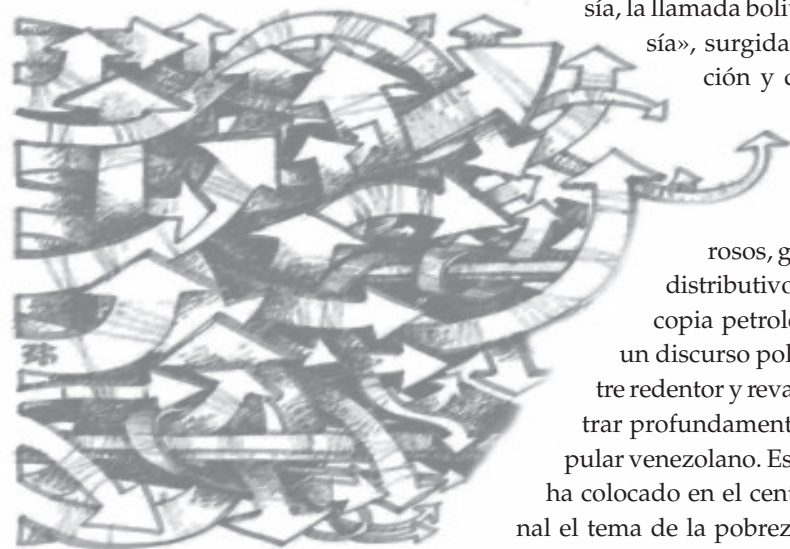 sía, la llamada boli
sía», surgida
ción y
rosos, g
distributivo
copia petrol
un discurso pol
tre redentor y reva
trar profundament
pular venezolano. Es
ha colocado en el cent
nal el tema de la pobrez